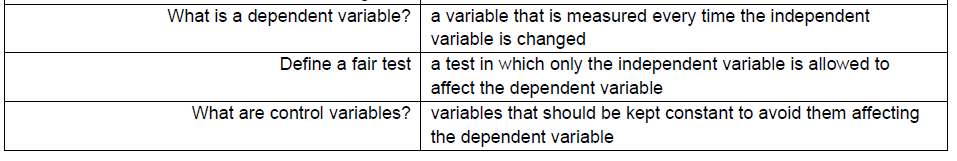 What is a dependent variable? a variable that is measured every time the independent
variable is changed
Define a fair test a test in which only the independent variable is allowed to
affect the dependent variable
What are control variables? variables that should be kept constant to avoid them affecting
the dependent variable